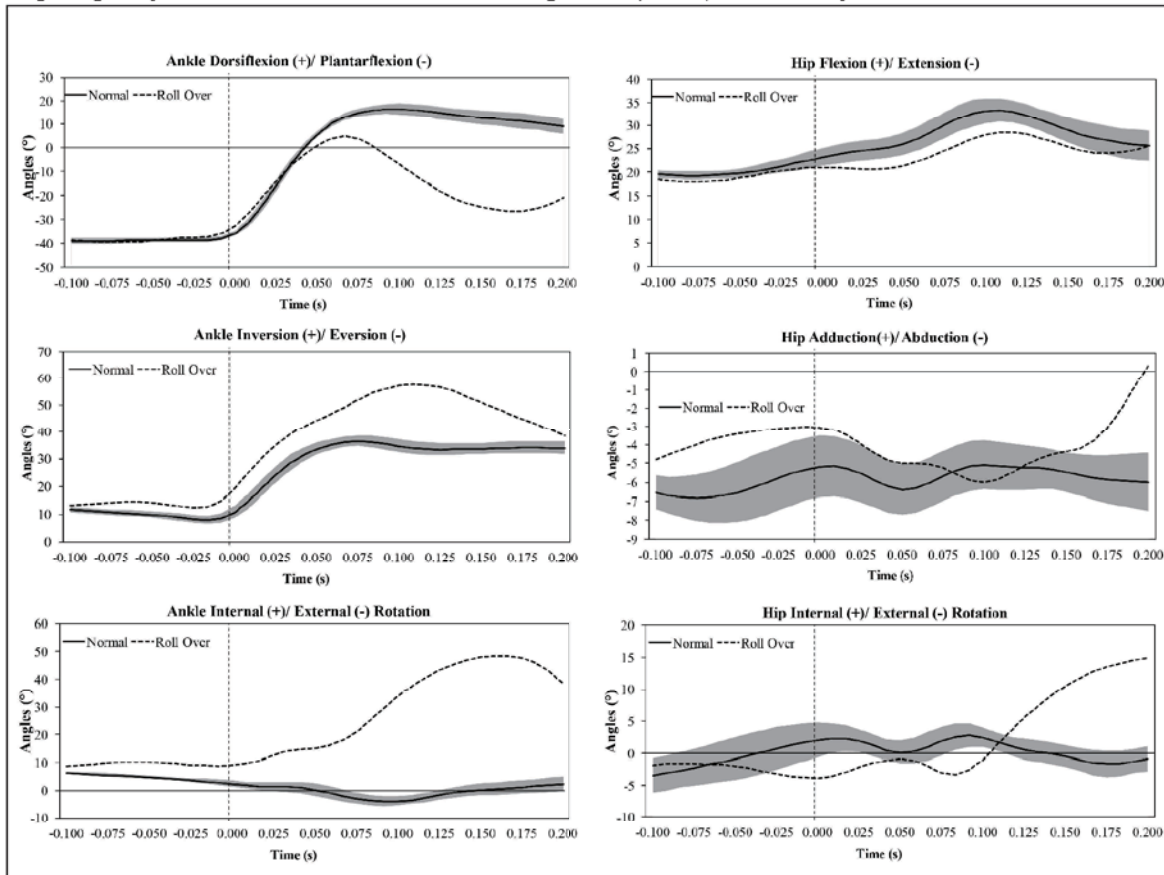 Ankle Dorsiflexion (+)/ Plantarflexion (-)
Normal Roll Over
Angles (°)
30
20
10
0
-10
-20
-30
-40
-50
-0.100 -0.075 -0.050 -0.025 0.000 0.025 0.050 0.075 0.100 0.125 0.150 0.175 0.200
Time (s)
Hip Flexion (+)/ Extension (-)
Normal Roll Over
Angles (°)
40
35
30
25
20
15
10
5
0
-0.100 -0.075 -0.050 -0.025 0.000 0.025 0.050 0.075 0.100 0.125 0.150 0.175 0.200
Time (s)
Ankle Inversion (+)/ Eversion (-)
Normal Roll Over
Angles (°)
70
60
50
40
30
20
10
0
-0.100 -0.075 -0.050 -0.025 0.000 0.025 0.050 0.075 0.100 0.125 0.150 0.175 0.200
Time (s)
Hip Adduction(+)/ Abduction (-)
Normal Roll Over
Angles (°)
1
0
-1
-2
-3
-4
-5
-6
-7
-8
-9
-0.100 -0.075 -0.050 -0.025 0.000 0.025 0.050 0.075 0.100 0.125 0.150 0.175 0.200
Time (s)
Ankle Internal (+)/ External (-) Rotation
Normal Roll Over
Angles (°)
60
50
40
30
20
10
0
-10
-0.100 -0.075 -0.050 -0.025 0.000 0.025 0.050 0.075 0.100 0.125 0.150 0.175 0.200
Time (s)
Hip Internal (+)/ External (-) Rotation
Normal Roll Over
Angles (°)
20
15
10
5
0
-5
-10
-0.100 -0.075 -0.050 -0.025 0.000 0.025 0.050 0.075 0.100 0.125 0.150 0.175 0.200
Time (s)